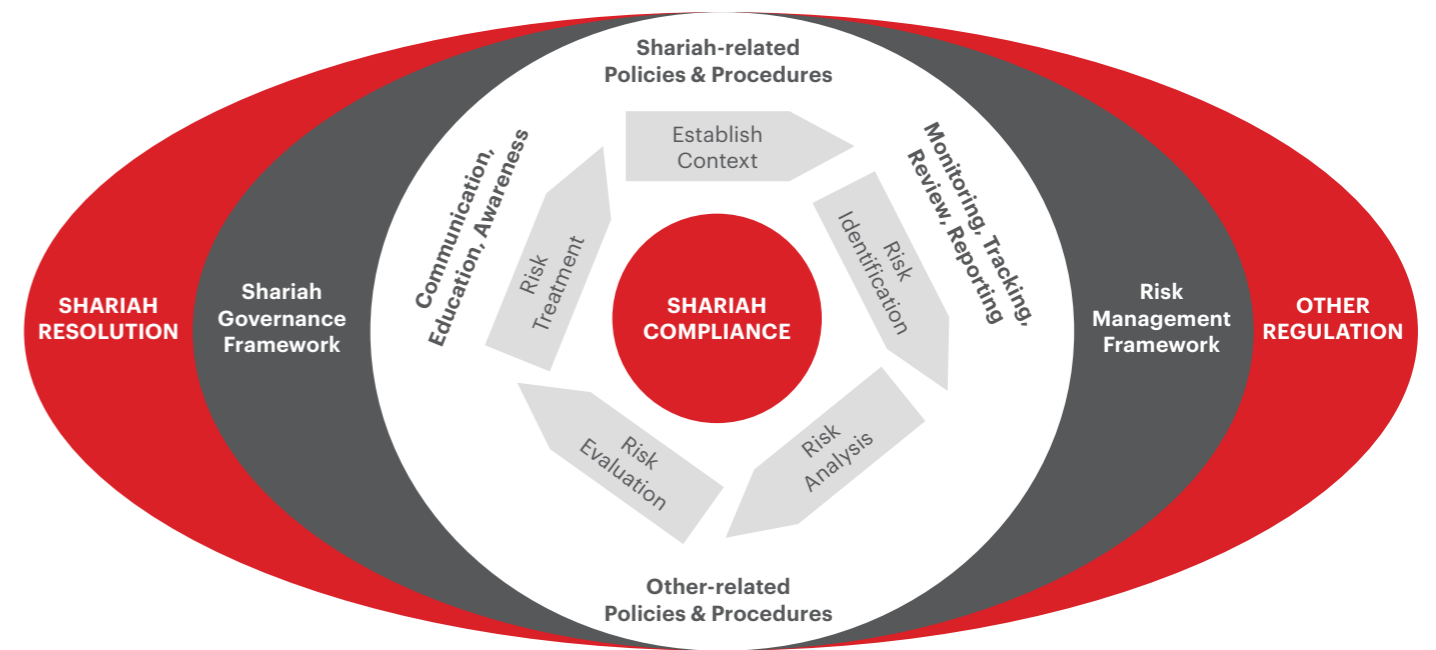 Shariah-related
Policies & Procedures
Establish
Context
Communication,
Education, Awareness
Monitoring, Tracking,
Review, Reporting
Risk
Treatment
Risk
Identification
SHARIAH
RESOLUTION
Shariah
Governance
Framework
SHARIAH
COMPLIANCE
Risk
Management
Framework
OTHER
REGULATION
Risk
Evaluation
Risk
Analysis
Other-related
Policies & Procedures